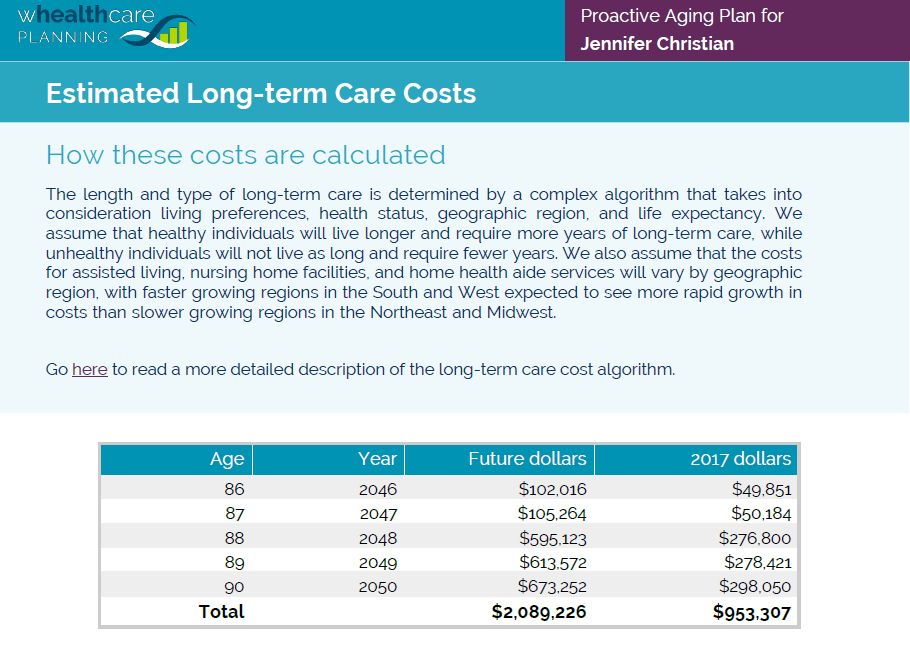 whealthcare
PLANNING
Proactive Aging Plan for
Jennifer Christian
Estimated Long-term Care Costs
How these costs are calculated
The length and type of long-term care is determined by a complex algorithm that takes into
consideration living preferences, health status, geographic region, and life expectancy. We
assume that healthy individuals will live longer and require more years of long-term care, while
unhealthy individuals will not live as long and require fewer years. We also assume that the costs
for assisted living, nursing home facilities, and home health aide services will vary by geographic
region, with faster growing regions in the South and West expected to see more rapid growth in
costs than slower growing regions in the Northeast and Midwest.
Go here to read a more detailed description of the long-term care cost algorithm.
Age Year Future dollars 2017 dollars
86 2046 $102,016 $49,851
87 2047 $105,264 $50,184
88 2048 $595,123 $276,800
89 2049 $613,572 $278,421
90 2050 $673,252 $298,050
Total $2,089,226 $953,307